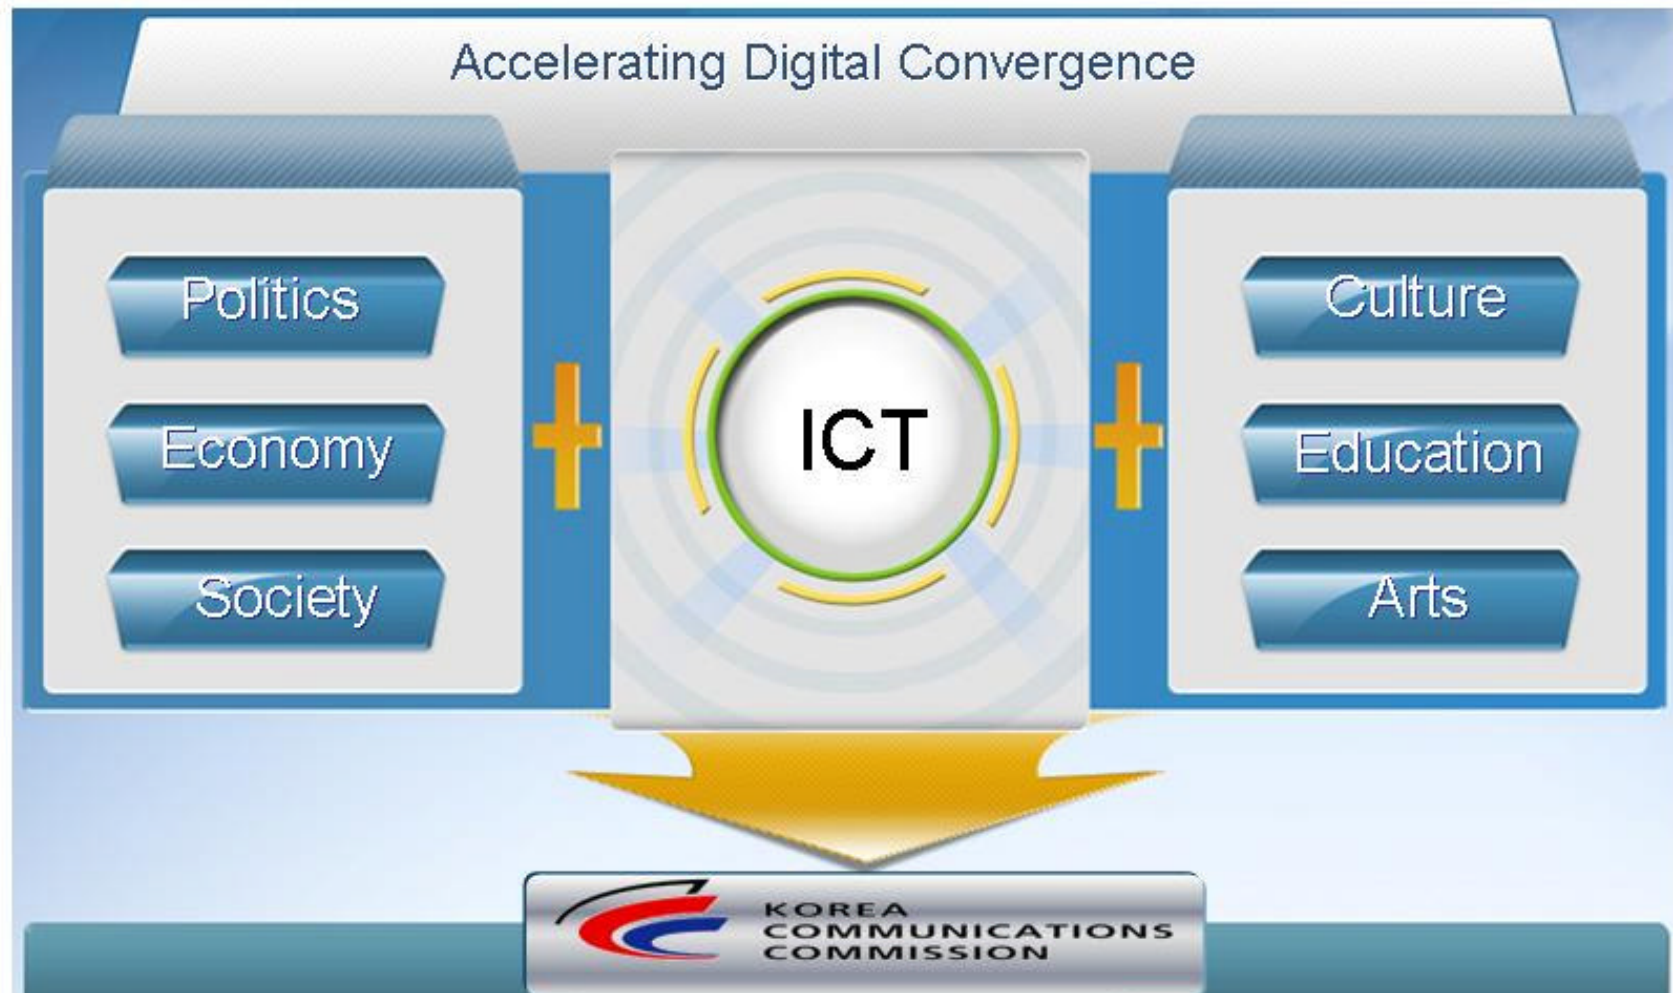 Accelerating Digital Convergence
Politics
Economy
Society
ICT
Culture
Education
Arts
KOREA
COMMUNICATIONS
COMMISSION